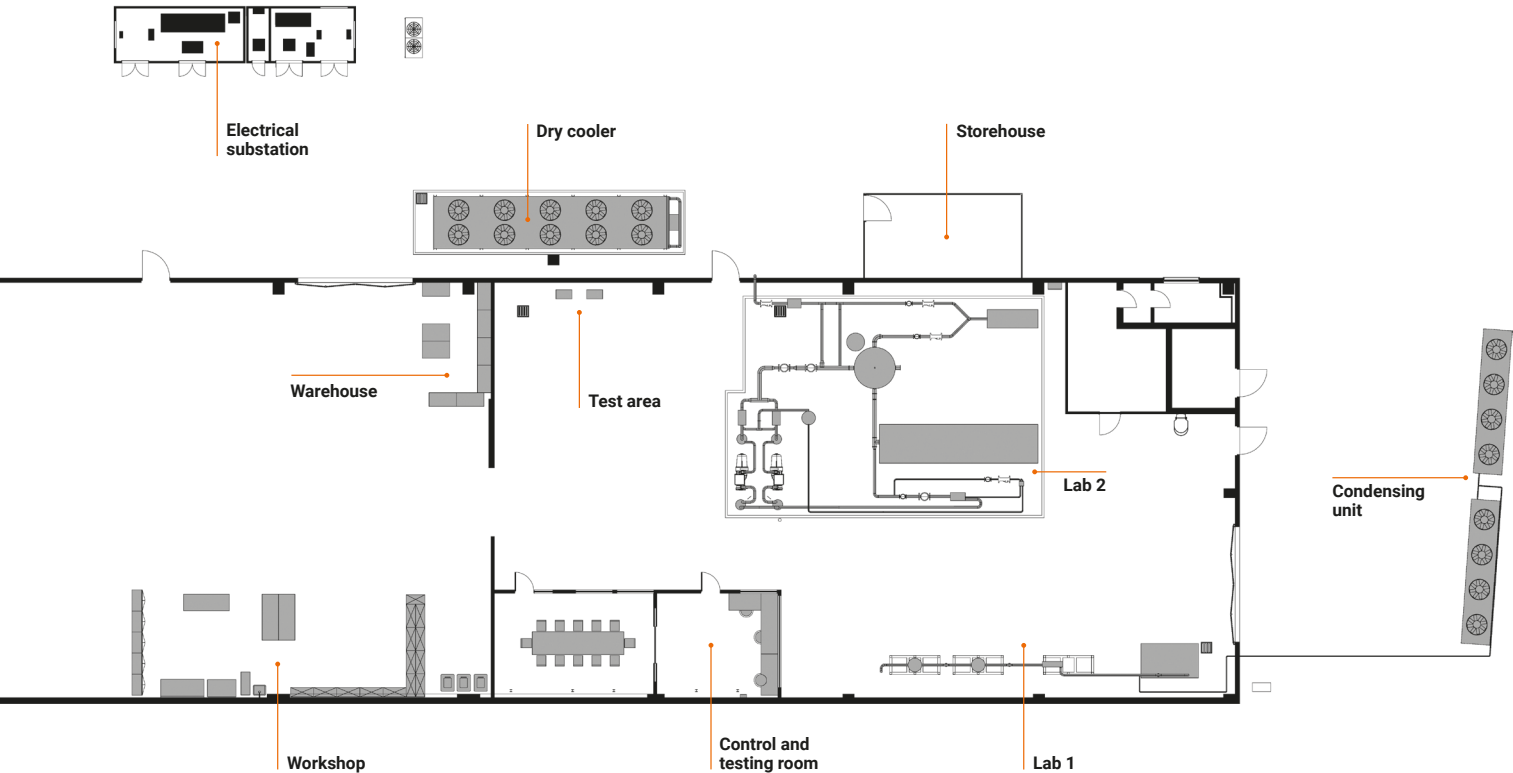 Electrical
substation
Dry cooler
Storehouse
Warehouse
Test area
Lab 2
Condensing
unit
Workshop
Control and
testing room
Lab 1